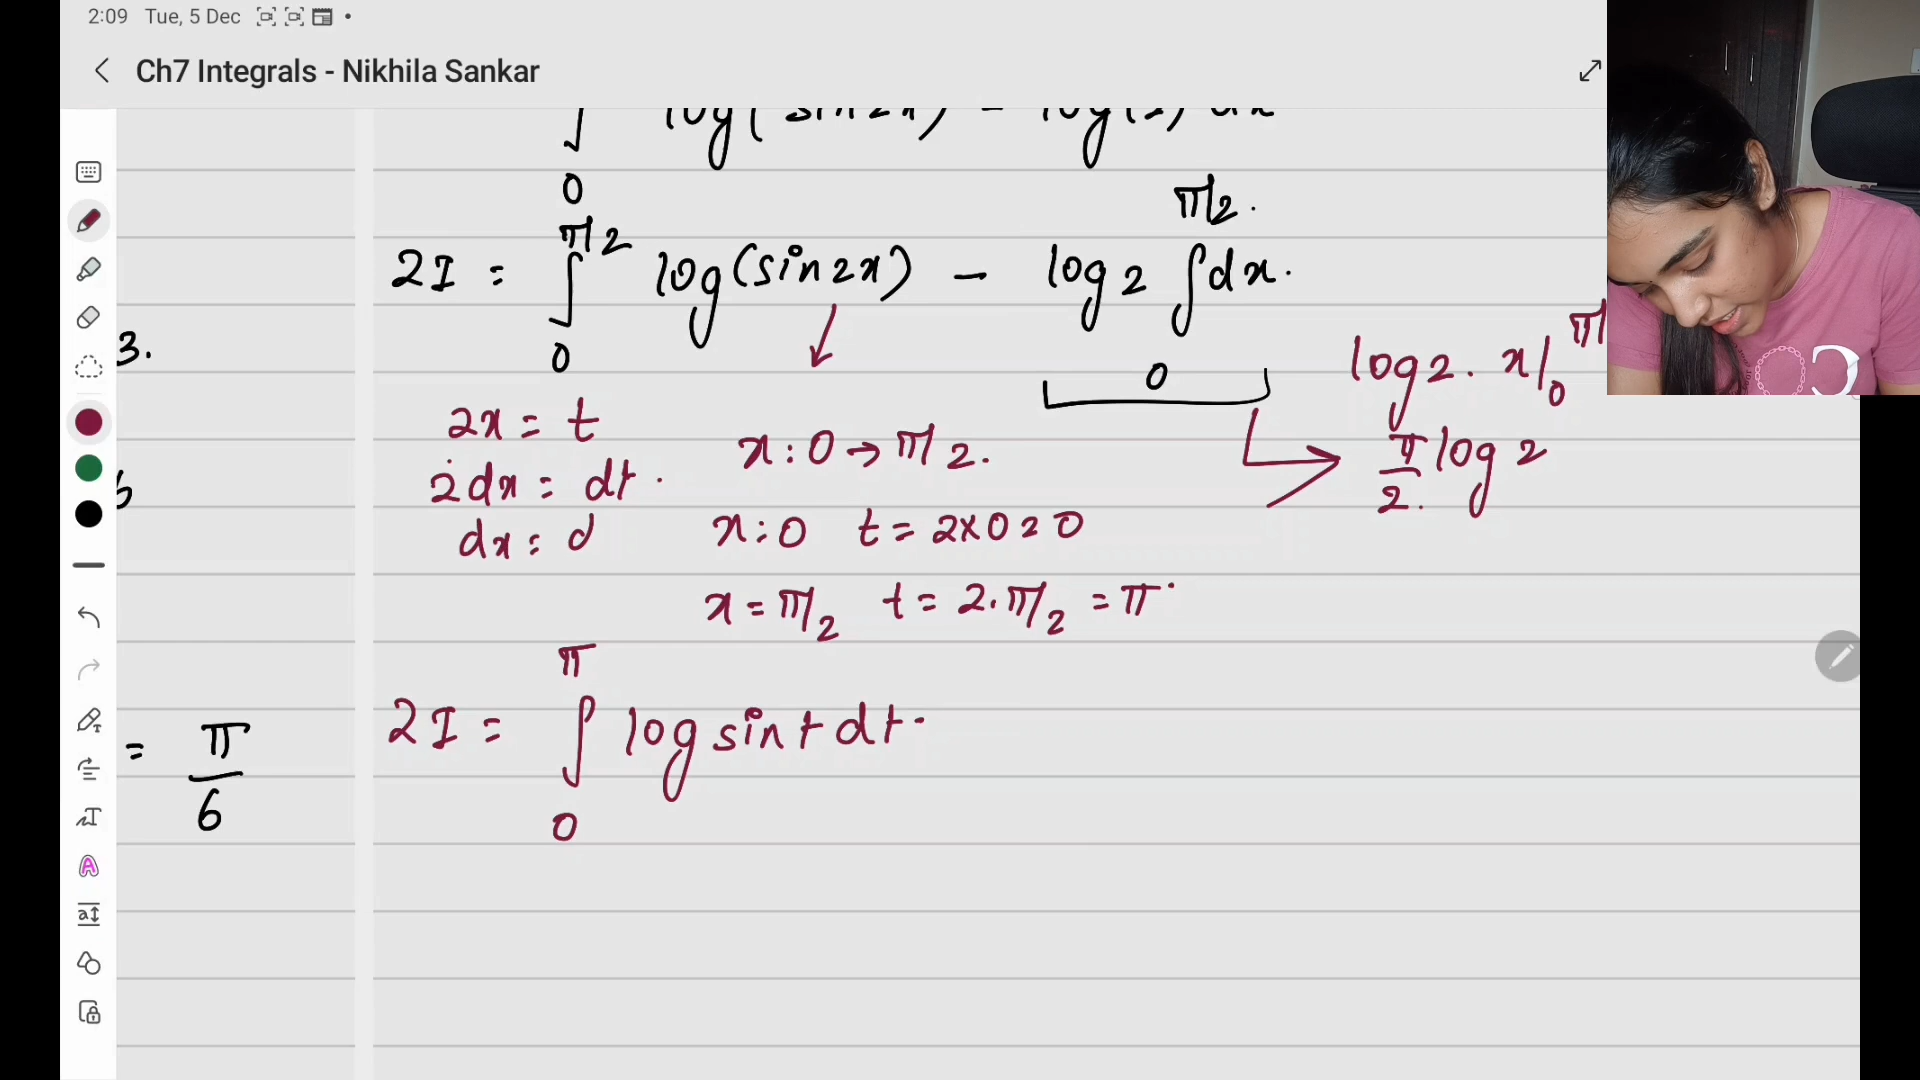 2:09 Tue, 5 Dec
Ch7 Integrals - Nikhila Sankar
0
2I = ∫₀^(π/2) log(sin2x) - log2 ∫₀^(π/2) dx.
3.
log2. x/₀^π
2x = t
x : 0 → π/2.
π/2. log 2
2dx = dt.
dx = d
x : 0 t = 2×0 = 0
x = π/2 t = 2.π/2 = π
2I = ∫₀^π log sin t dt.
= π/6